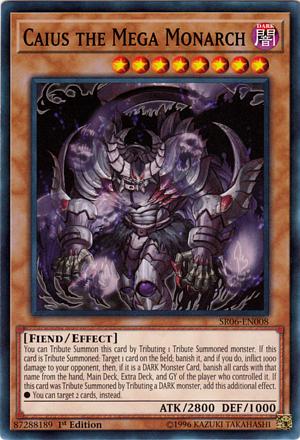 CAIUS THE MEGA MONARCH
DARK
闇
SR06-EN008
[FIEND/EFFECT]
You can Tribute Summon this card by Tributing 1 Tribute Summoned monster. If this
card is Tribute Summoned: Target 1 card on the field; banish it, and if you do, inflict 1000
damage to your opponent, then, if it is a DARK Monster Card, banish all cards with that
name from the hand, Main Deck, Extra Deck, and GY of the player who controlled it. If
this card was Tribute Summoned by Tributing a DARK monster, add this additional effect.
● You can target 2 cards, instead.
ATK/2800 DEF/1000
87288189 1st Edition ©1996 KAZUKI TAKAHASHI